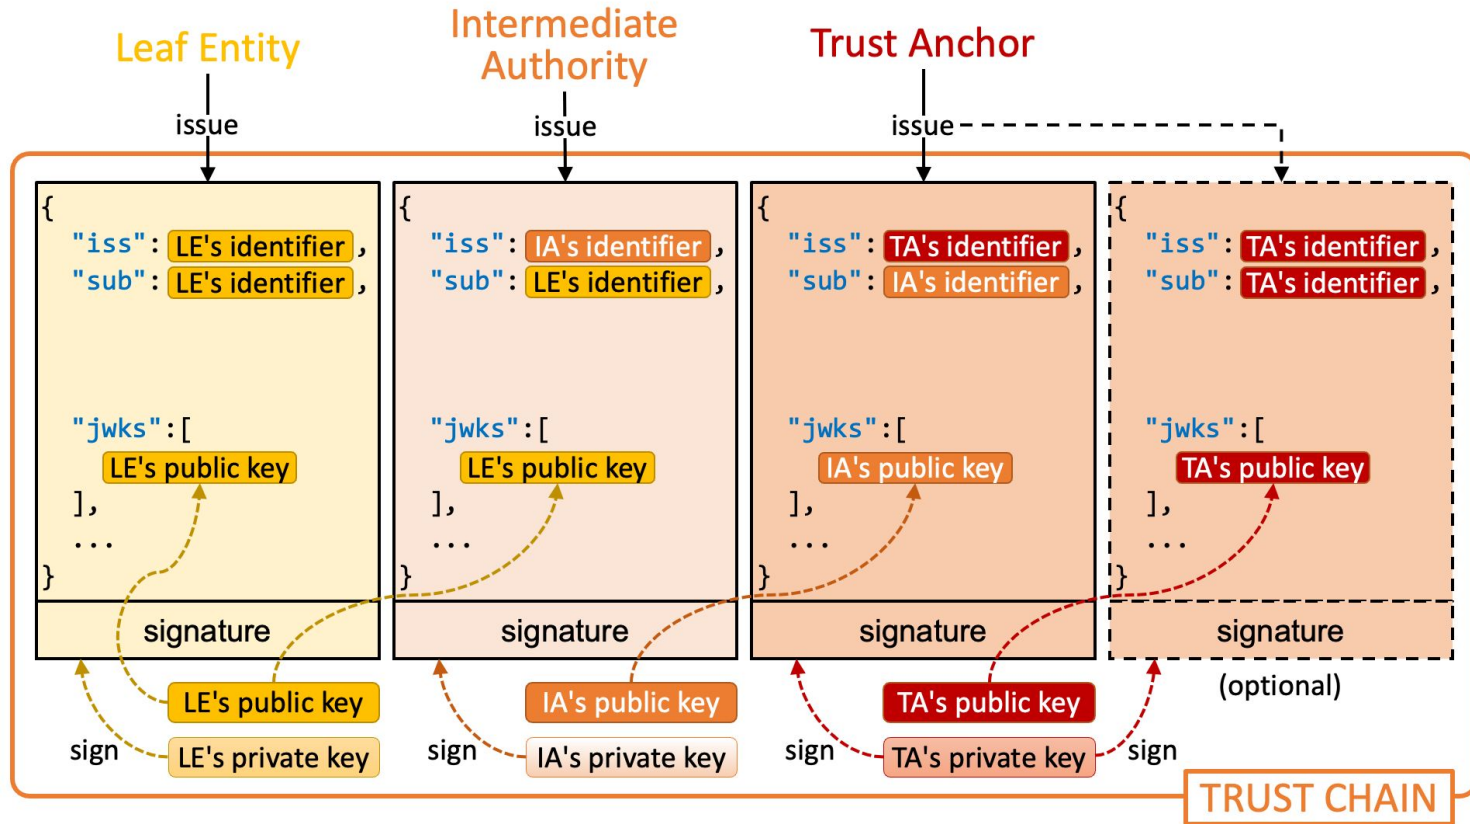 Leaf Entity
Intermediate
Authority
Trust Anchor
issue
issue
issue
{
"iss": LE's identifier ,
"sub": LE's identifier ,
"jwks":[
LE's public key
],
...
}
signature
{
"iss": IA's identifier ,
"sub": LE's identifier ,
"jwks":[
LE's public key
],
...
}
signature
{
"iss": TA's identifier ,
"sub": IA's identifier ,
"jwks":[
IA's public key
],
...
}
signature
{
"iss": TA's identifier ,
"sub": TA's identifier ,
"jwks":[
TA's public key
],
...
}
signature
(optional)
LE's public key
IA's public key
TA's public key
sign
LE's private key
sign
IA's private key
sign
TA's private key
sign
TRUST CHAIN